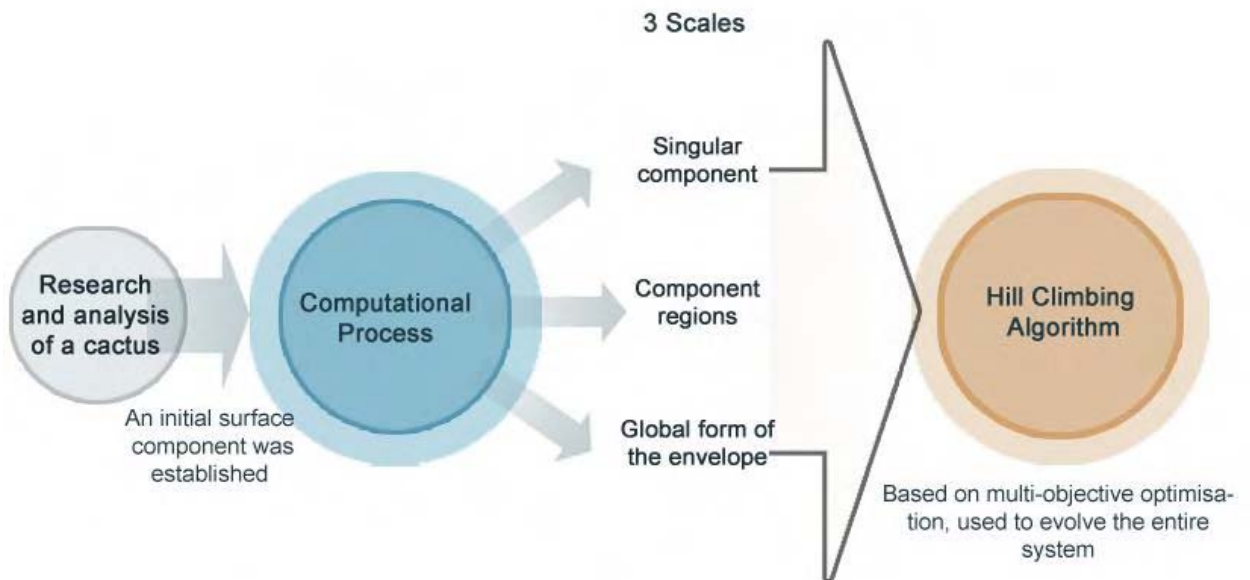 3 Scales
Research
and analysis
of a cactus
An initial surface
component was
established
Computational
Process
Singular
component
Component
regions
Global form of
the envelope
Hill Climbing
Algorithm
Based on multi-objective optimisa-
tion, used to evolve the entire
system